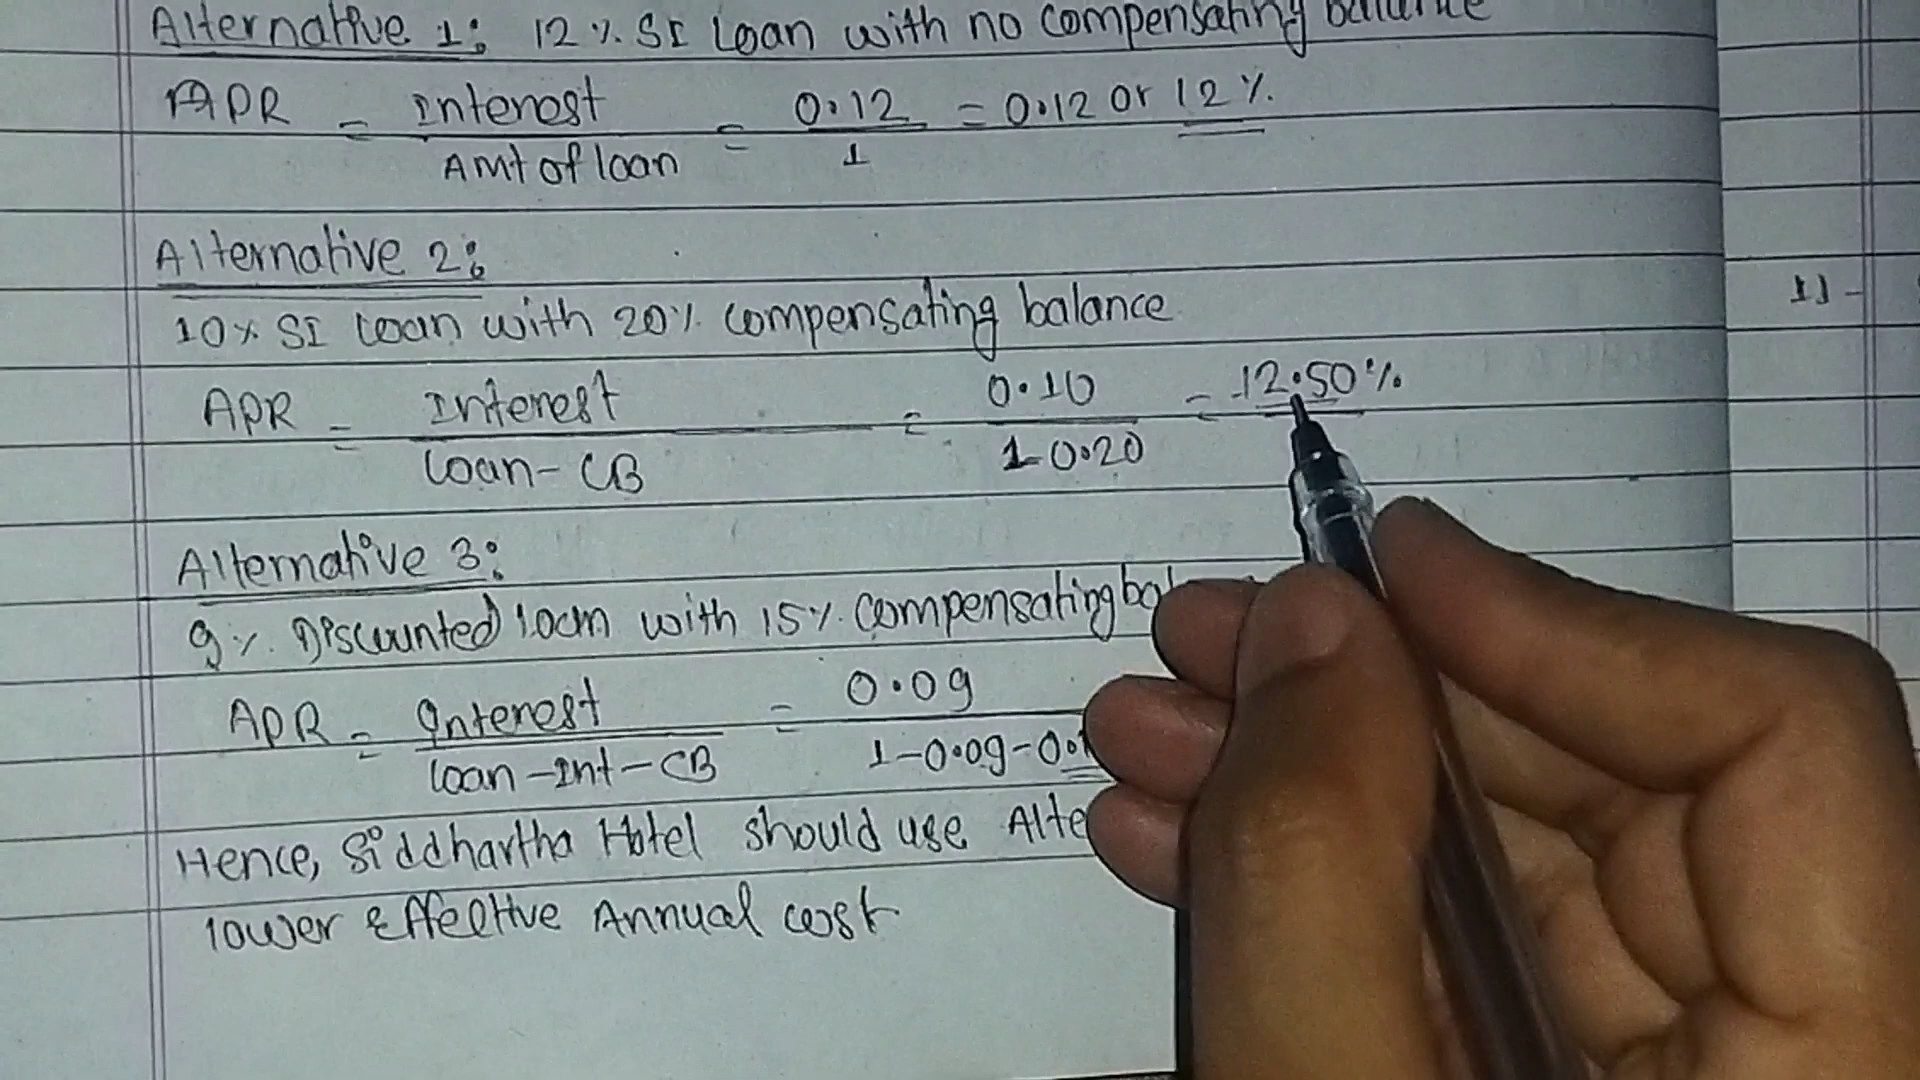 Alternative 1: 12% SI Loan with no compensating balance
APR = Interest / Amt of loan = 0.12 / 1 = 0.12 or 12%
Alternative 2:
10% SI loan with 20% compensating balance
APR = Interest / loan - CB = 0.10 / 1-0.20 = 12.50%
Alternative 3:
9% Discounted loan with 15% compensating
APR = Interest / loan - Int - CB = 0.09 / 1-0.09-
Hence, Siddhartha Hotel should use
lower Effective Annual cost